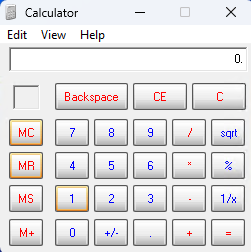 Calculator
Edit View Help
0.
Backspace CE C
MC 7 8 9 / sqrt
MR 4 5 6 * %
MS 1 2 3 - 1/x
M+ 0 +/- . + =